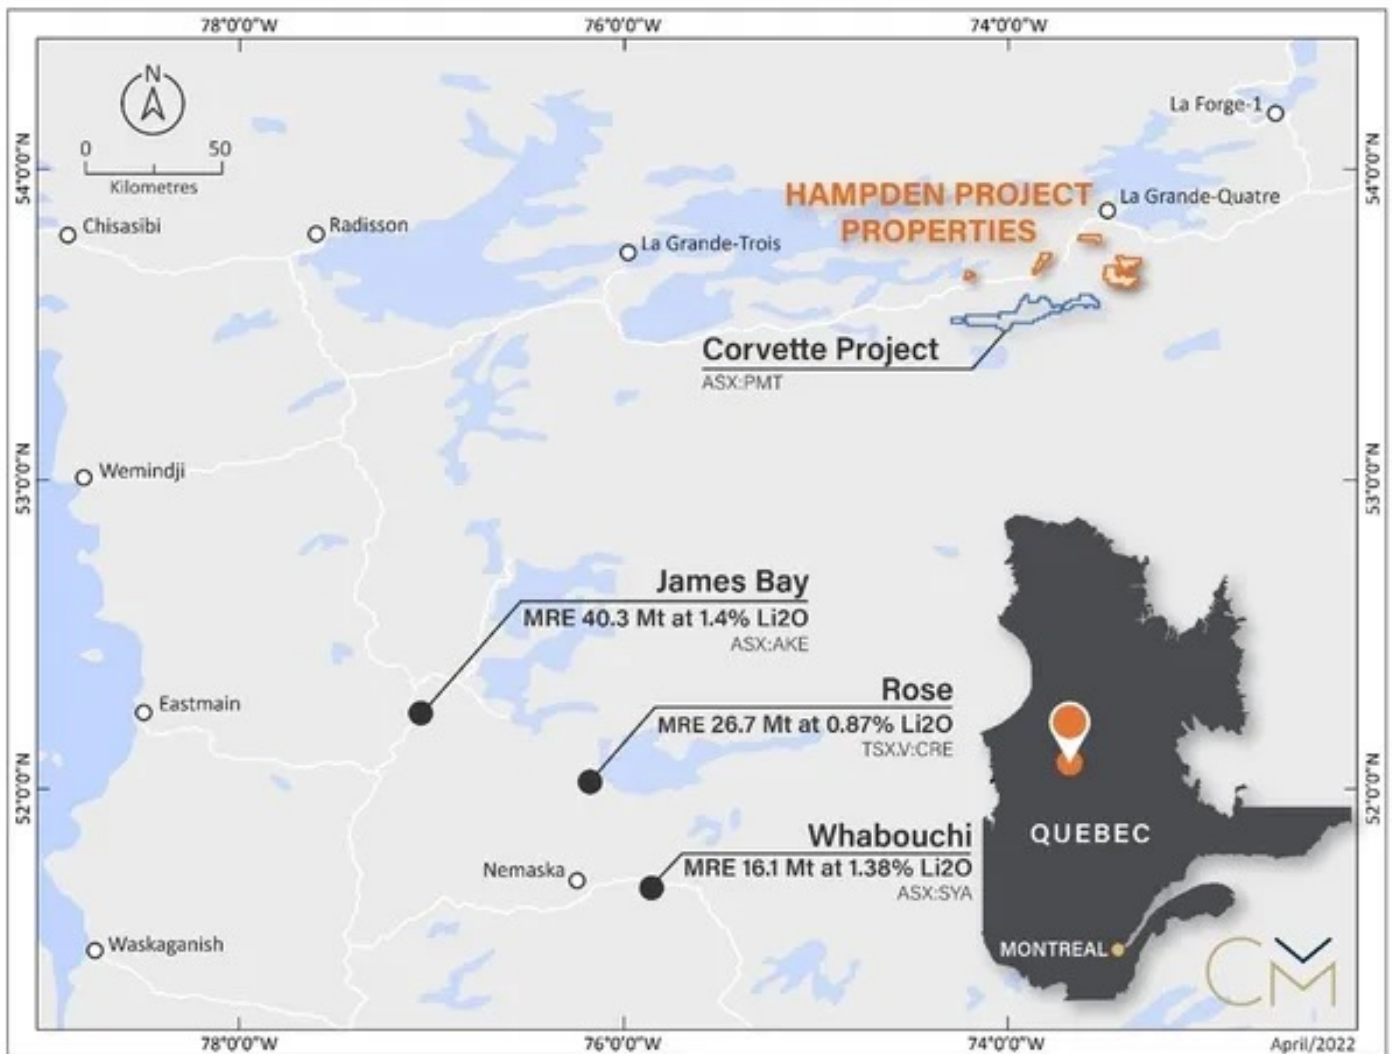 78°0'0"W
76°0'0"W
74°0'0"W
N
0 50
Kilometres
La Forge-1
54°0'0"N
54°0'0"N
HAMPDEN PROJECT
PROPERTIES
La Grande-Quatre
Chisasibi
Radisson
La Grande-Trois
Corvette Project
ASX:PMT
Wemindji
53°0'0"N
53°0'0"N
James Bay
MRE 40.3 Mt at 1.4% Li2O
ASX:AKE
Rose
MRE 26.7 Mt at 0.87% Li2O
TSX.V:CRE
Eastmain
52°0'0"N
52°0'0"N
Whabouchi
MRE 16.1 Mt at 1.38% Li2O
ASX:SYA
Nemaska
QUEBEC
Waskaganish
MONTREAL
CM
78°0'0"W
76°0'0"W
74°0'0"W
April/2022